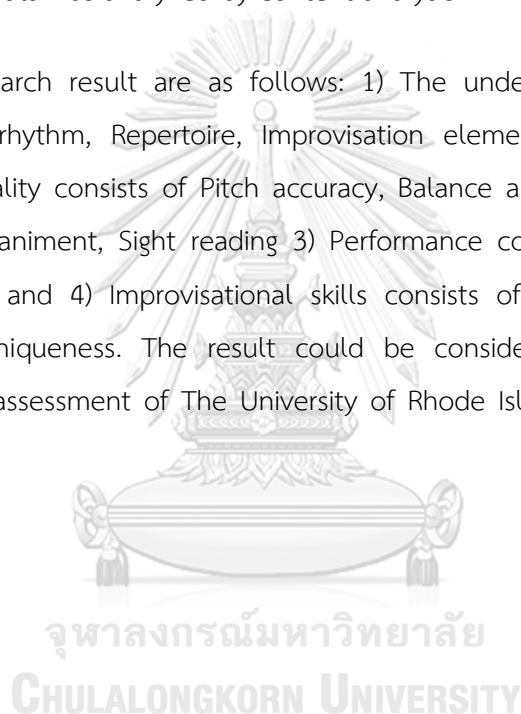 arch result are as follows: 1) The unde
rhythm, Repertoire, Improvisation eleme
ality consists of Pitch accuracy, Balance a
animent, Sight reading 3) Performance co
and 4) Improvisational skills consists of
niqueness. The result could be conside
assessment of The University of Rhode Isl
จุฬาลงกรณ์มหาวิทยาลัย
CHULALONGKORN UNIVERSITY